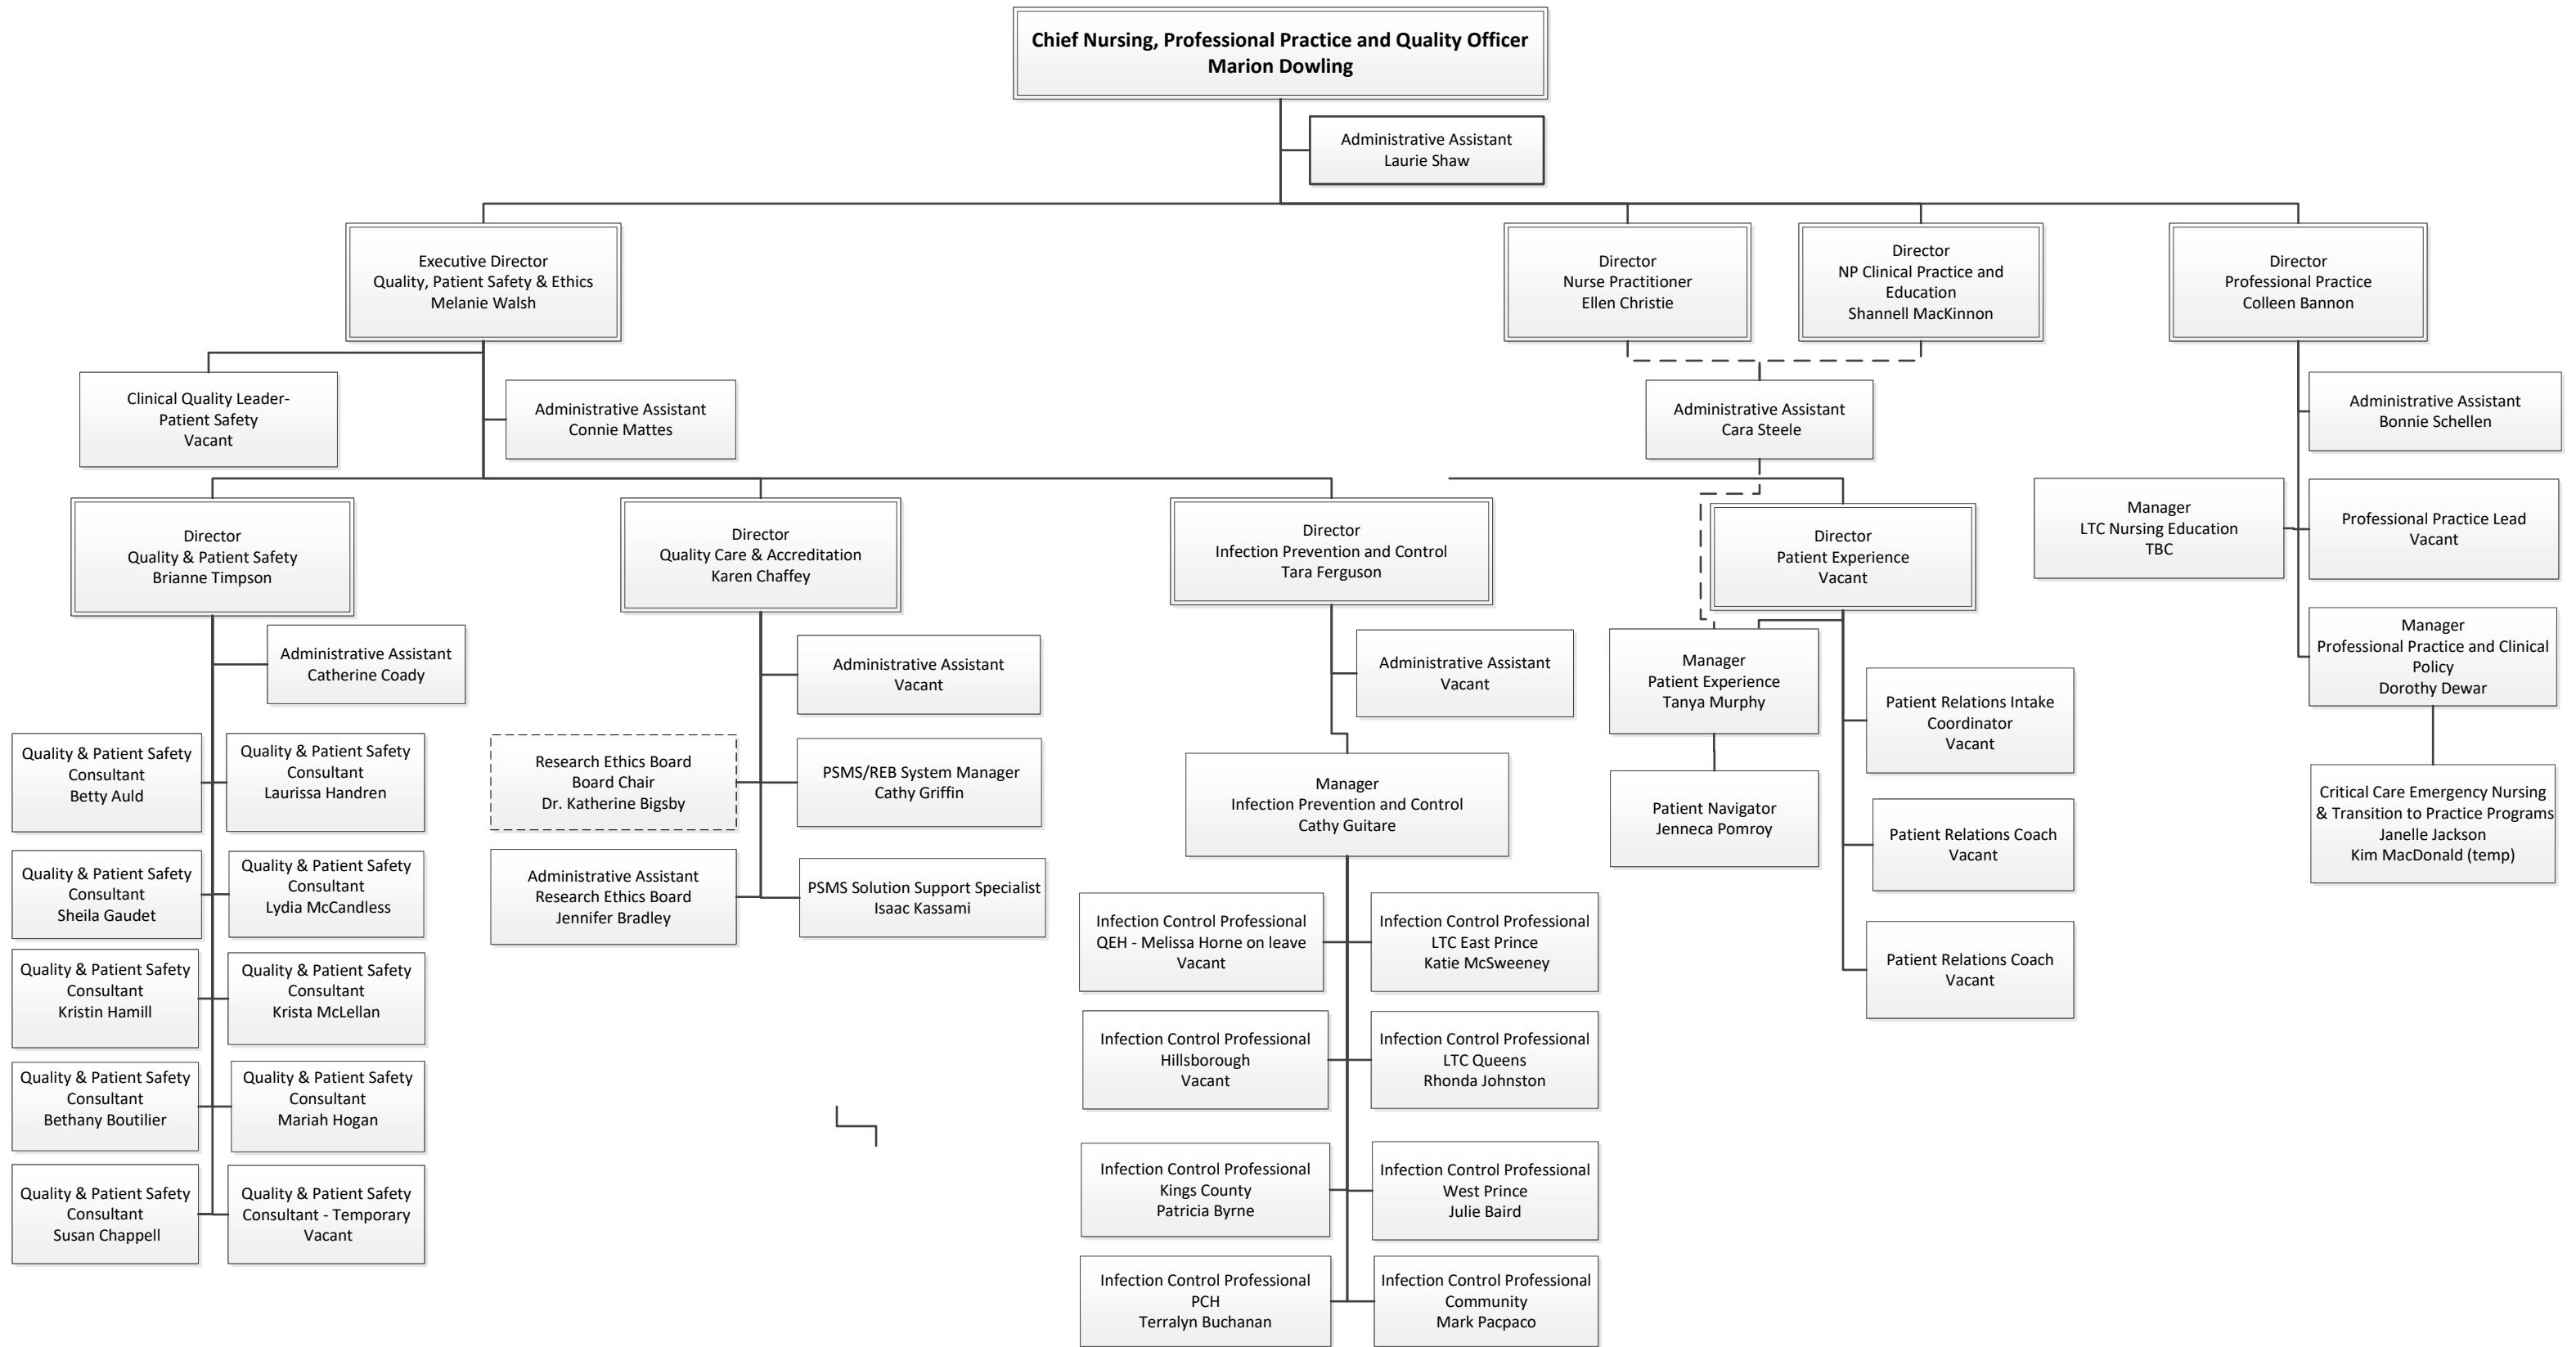 Chief Nursing, Professional Practice and Quality Officer
Marion Dowling
Administrative Assistant
Laurie Shaw
Executive Director
Quality, Patient Safety & Ethics
Melanie Walsh
Director
Nurse Practitioner
Ellen Christie
Director
NP Clinical Practice and
Education
Shannell MacKinnon
Director
Professional Practice
Colleen Bannon
Clinical Quality Leader-
Patient Safety
Vacant
Administrative Assistant
Connie Mattes
Administrative Assistant
Cara Steele
Administrative Assistant
Bonnie Schellen
Manager
LTC Nursing Education
TBC
Professional Practice Lead
Vacant
Manager
Professional Practice and Clinical
Policy
Dorothy Dewar
Critical Care Emergency Nursing
& Transition to Practice Programs
Janelle Jackson
Kim MacDonald (temp)
Director
Quality & Patient Safety
Brianne Timpson
Administrative Assistant
Catherine Coady
Quality & Patient Safety
Consultant
Betty Auld
Quality & Patient Safety
Consultant
Laurissa Handren
Quality & Patient Safety
Consultant
Sheila Gaudet
Quality & Patient Safety
Consultant
Lydia McCandless
Quality & Patient Safety
Consultant
Kristin Hamill
Quality & Patient Safety
Consultant
Krista McLellan
Quality & Patient Safety
Consultant
Bethany Boutilier
Quality & Patient Safety
Consultant
Mariah Hogan
Quality & Patient Safety
Consultant
Susan Chappell
Quality & Patient Safety
Consultant - Temporary
Vacant
Director
Quality Care & Accreditation
Karen Chaffey
Administrative Assistant
Vacant
Research Ethics Board
Board Chair
Dr. Katherine Bigsby
PSMS/REB System Manager
Cathy Griffin
Administrative Assistant
Research Ethics Board
Jennifer Bradley
PSMS Solution Support Specialist
Isaac Kassami
Director
Infection Prevention and Control
Tara Ferguson
Administrative Assistant
Vacant
Manager
Infection Prevention and Control
Cathy Guitare
Infection Control Professional
QEH - Melissa Horne on leave
Vacant
Infection Control Professional
LTC East Prince
Katie McSweeney
Infection Control Professional
Hillsborough
Vacant
Infection Control Professional
LTC Queens
Rhonda Johnston
Infection Control Professional
Kings County
Patricia Byrne
Infection Control Professional
West Prince
Julie Baird
Infection Control Professional
PCH
Terralyn Buchanan
Infection Control Professional
Community
Mark Pacpaco
Director
Patient Experience
Vacant
Manager
Patient Experience
Tanya Murphy
Patient Navigator
Jenneca Pomroy
Patient Relations Intake
Coordinator
Vacant
Patient Relations Coach
Vacant
Patient Relations Coach
Vacant